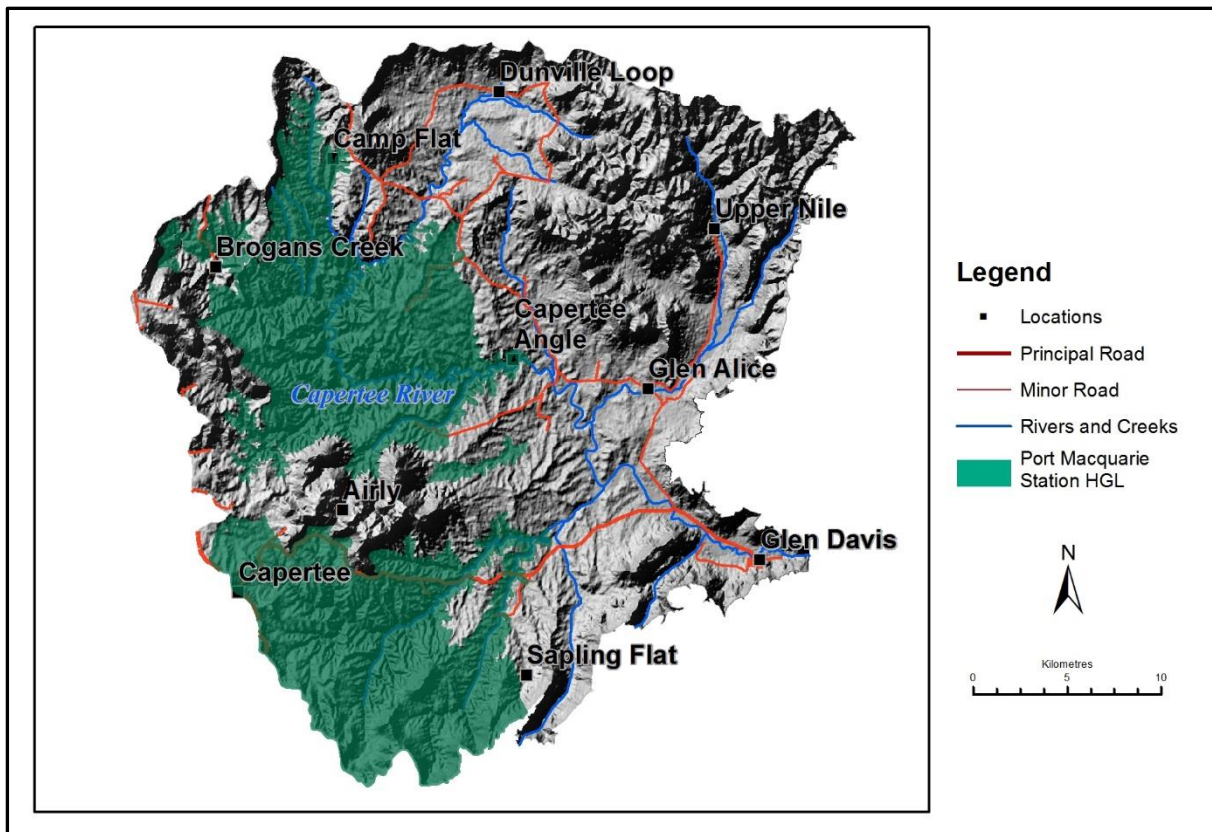 Dunville Loop
Camp Flat
Upper Nile
Brogans Creek
Capertee
Angle
Glen Alice
Capertee River
Airly
Glen Davis
Capertee
Sapling Flat
Legend
Locations
Principal Road
Minor Road
Rivers and Creeks
Port Macquarie
Station HGL
N
Kilometres
0 5 10